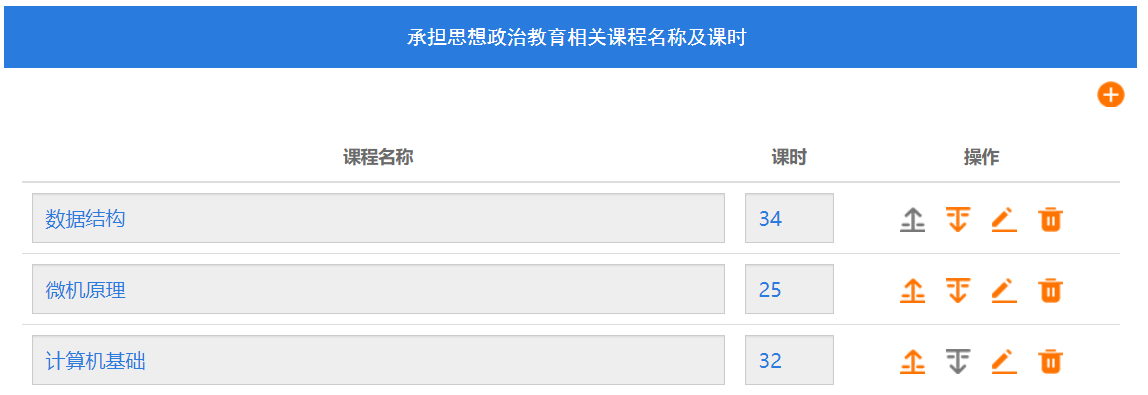 承担思想政治教育相关课程名称及课时
课程名称 课时 操作
数据结构 34
微机原理 25
计算机基础 32